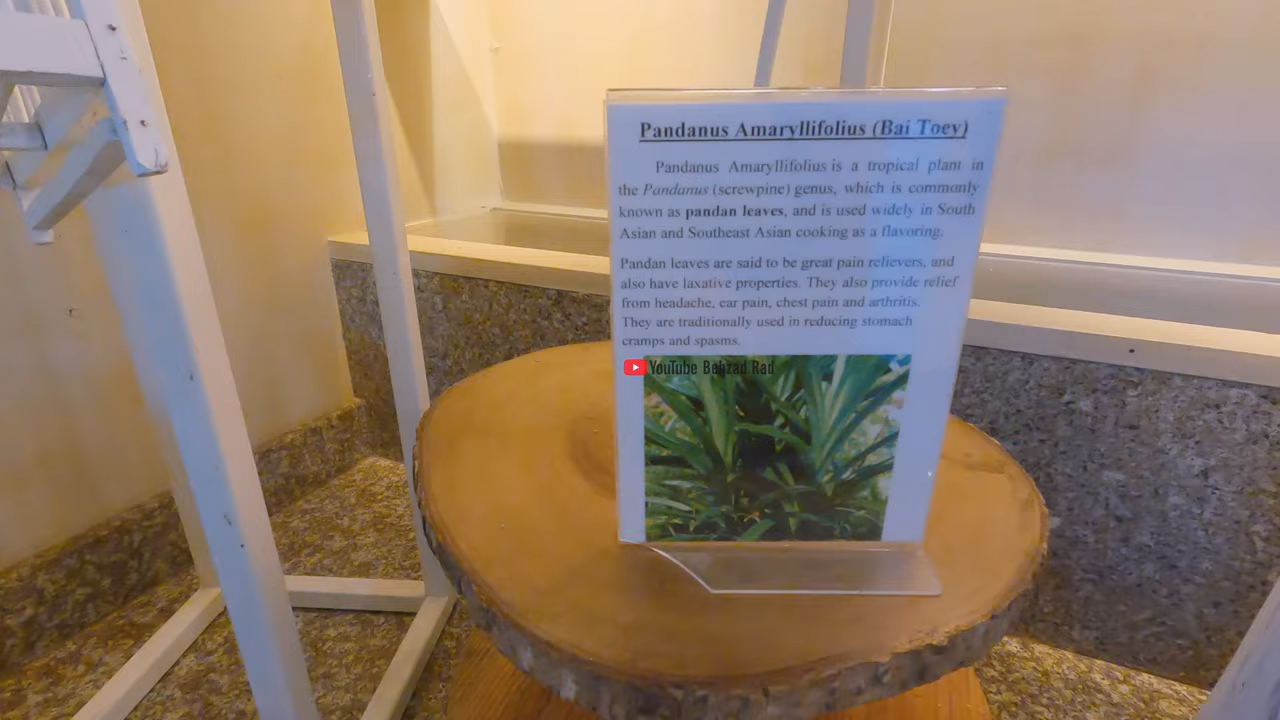 Pandanus Amaryllifolius (Bai Toey)
Pandanus Amaryllifolius is a tropical plant in
the Pandanus (screwpine) genus, which is commonly
known as pandan leaves, and is used widely in South
Asian and Southeast Asian cooking as a flavoring.
Pandan leaves are said to be great pain relievers, and
also have laxative properties. They also provide relief
from headache, ear pain, chest pain and arthritis.
They are traditionally used in reducing stomach
cramps and spasms.
YouTube Behzad Rad